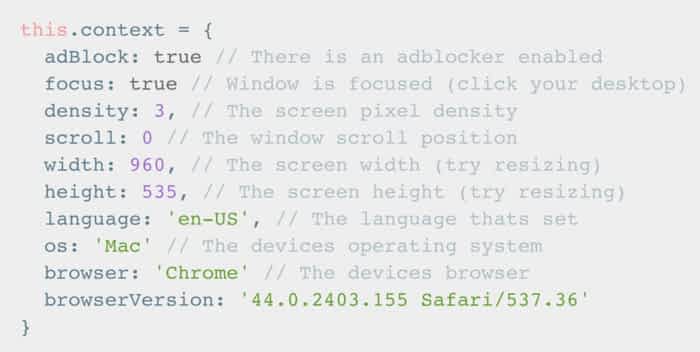 this.context = {
adBlock: true // There is an adblocker enabled
focus: true // Window is focused (click your desktop)
density: 3, // The screen pixel density
scroll: 0 // The window scroll position
width: 960, // The screen width (try resizing)
height: 535, // The screen height (try resizing)
language: 'en-US', // The language thats set
os: 'Mac' // The devices operating system
browser: 'Chrome' // The devices browser
browserVersion: '44.0.2403.155 Safari/537.36'
}